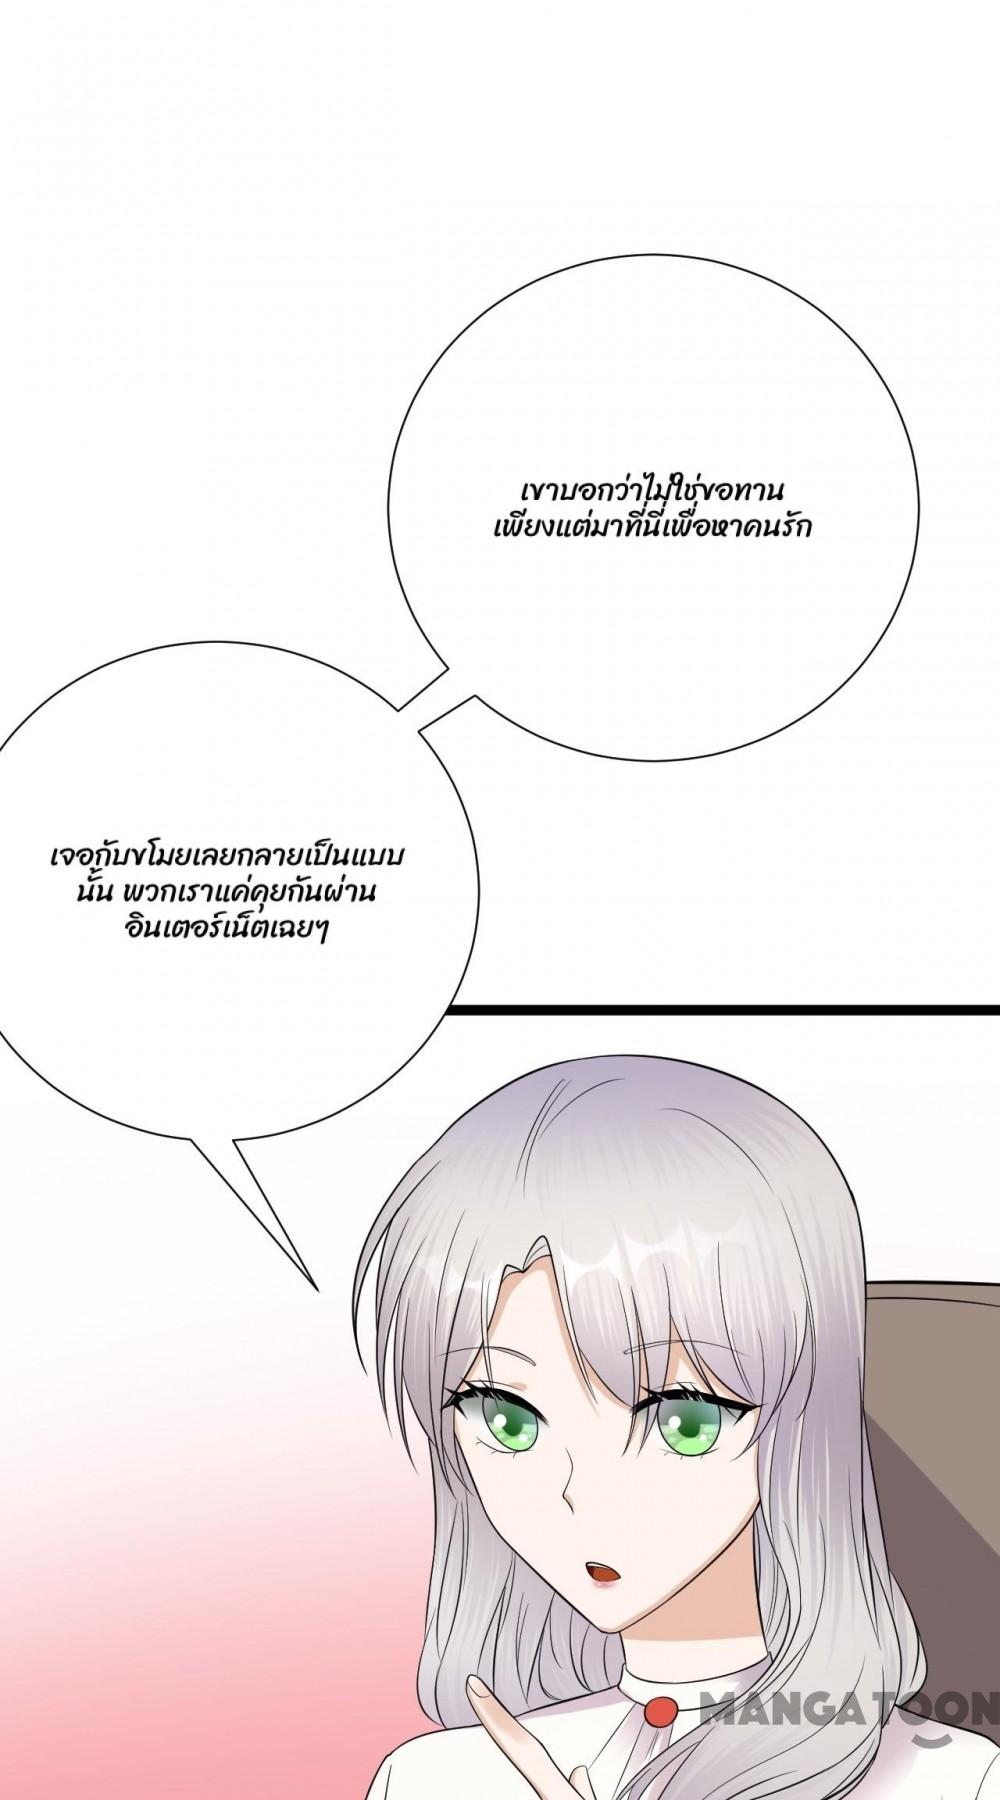 เขาบอกว่าไม่ใช่ขอทาน
เพียงแต่มาที่นี่เพื่อหาคนรัก
เจอกับขโมยเลยกลายเป็นแบบ
นั้น พวกเราแค่คุยกันผ่าน
อินเตอร์เน็ตเฉยๆ
MANGATOON